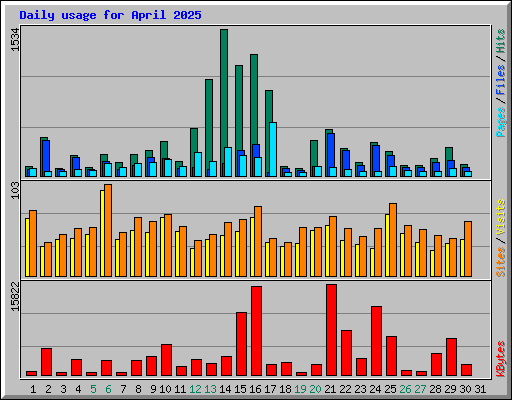 Daily usage for April 2025
1534
Pages / Files / Hits
103
Sites / Visits
15822
KBytes
1 2 3 4 5 6 7 8 9 10 11 12 13 14 15 16 17 18 19 20 21 22 23 24 25 26 27 28 29 30 31